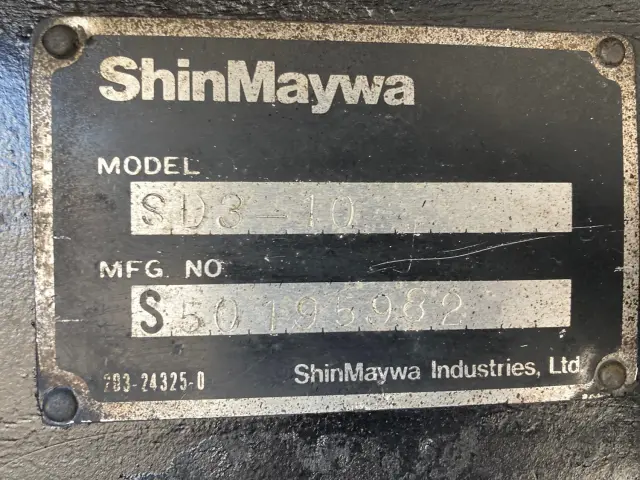 ShinMaywa
MODEL
SD3-10
MFG. NO
S50195982
203-24325-0
ShinMaywa Industries, Ltd